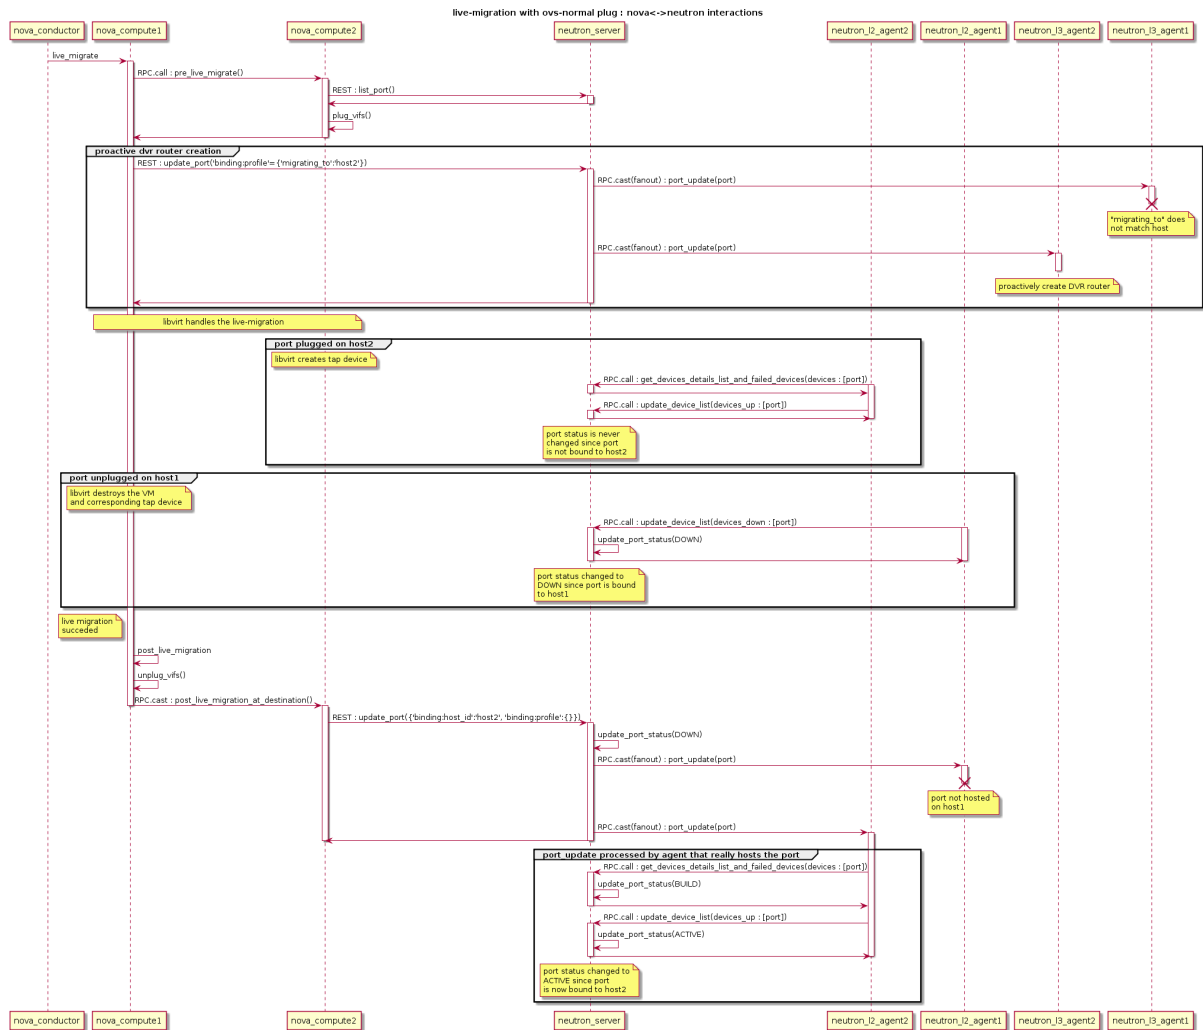 live-migration with ovs-normal plug : nova<->neutron interactions
nova_conductor
nova_compute1
nova_compute2
neutron_server
neutron_l2_agent2
neutron_l2_agent1
neutron_l3_agent2
neutron_l3_agent1
live_migrate
RPC.call : pre_live_migrate()
REST : list_port()
plug_vifs()
proactive dvr router creation
REST : update_port('binding:profile'= {'migrating_to':'host2'})
RPC.cast(fanout) : port_update(port)
"migrating_to" does
not match host
RPC.cast(fanout) : port_update(port)
proactively create DVR router
libvirt handles the live-migration
port plugged on host2
libvirt creates tap device
RPC.call : get_devices_details_list_and_failed_devices(devices : [port])
RPC.call : update_device_list(devices_up : [port])
port status is never
changed since port
is not bound to host2
port unplugged on host1
libvirt destroys the VM
and corresponding tap device
RPC.call : update_device_list(devices_down : [port])
update_port_status(DOWN)
port status changed to
DOWN since port is bound
to host1
live migration
succeded
post_live_migration
unplug_vifs()
RPC.cast : post_live_migration_at_destination()
REST : update_port({'binding:host_id':'host2', 'binding:profile':{}})
update_port_status(DOWN)
RPC.cast(fanout) : port_update(port)
port not hosted
on host1
RPC.cast(fanout) : port_update(port)
port_update processed by agent that really hosts the port
RPC.call : get_devices_details_list_and_failed_devices(devices : [port])
update_port_status(BUILD)
RPC.call : update_device_list(devices_up : [port])
update_port_status(ACTIVE)
port status changed to
ACTIVE since port
is now bound to host2
nova_conductor
nova_compute1
nova_compute2
neutron_server
neutron_l2_agent2
neutron_l2_agent1
neutron_l3_agent2
neutron_l3_agent1